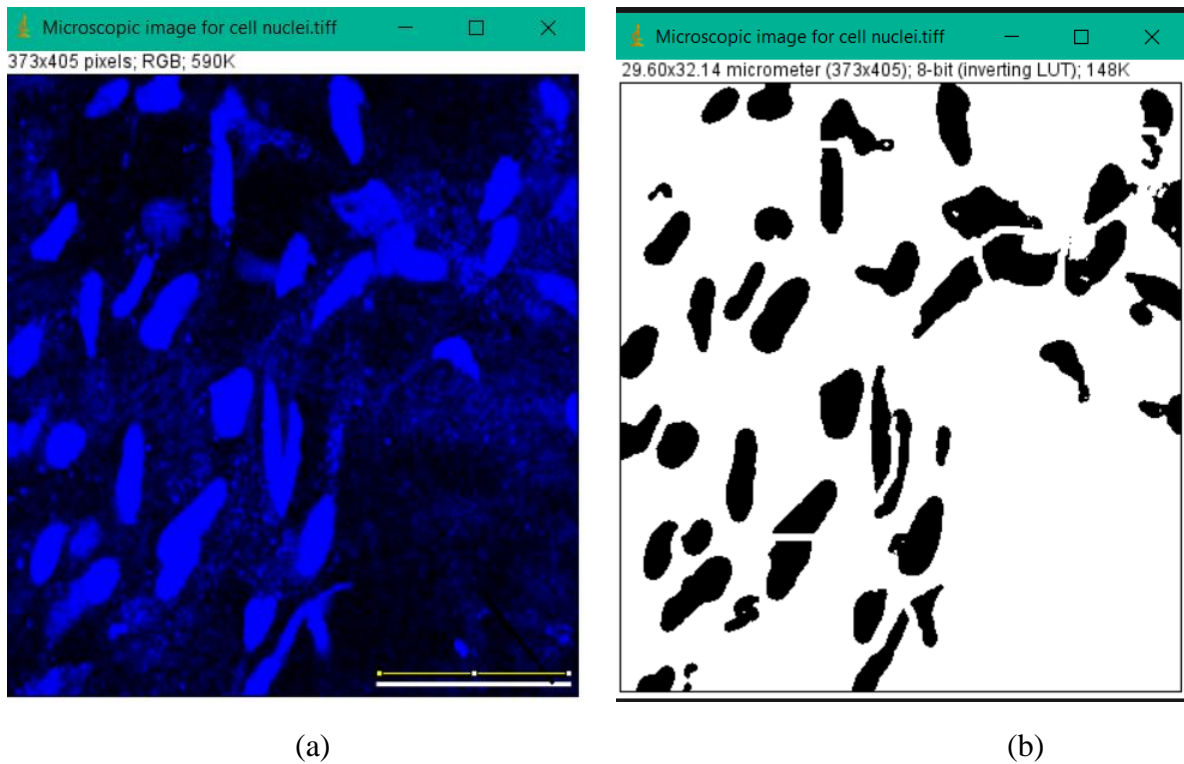 Microscopic image for cell nuclei.tiff
373x405 pixels; RGB; 590K
Microscopic image for cell nuclei.tiff
29.60x32.14 micrometer (373x405); 8-bit (inverting LUT); 148K
(a)
(b)